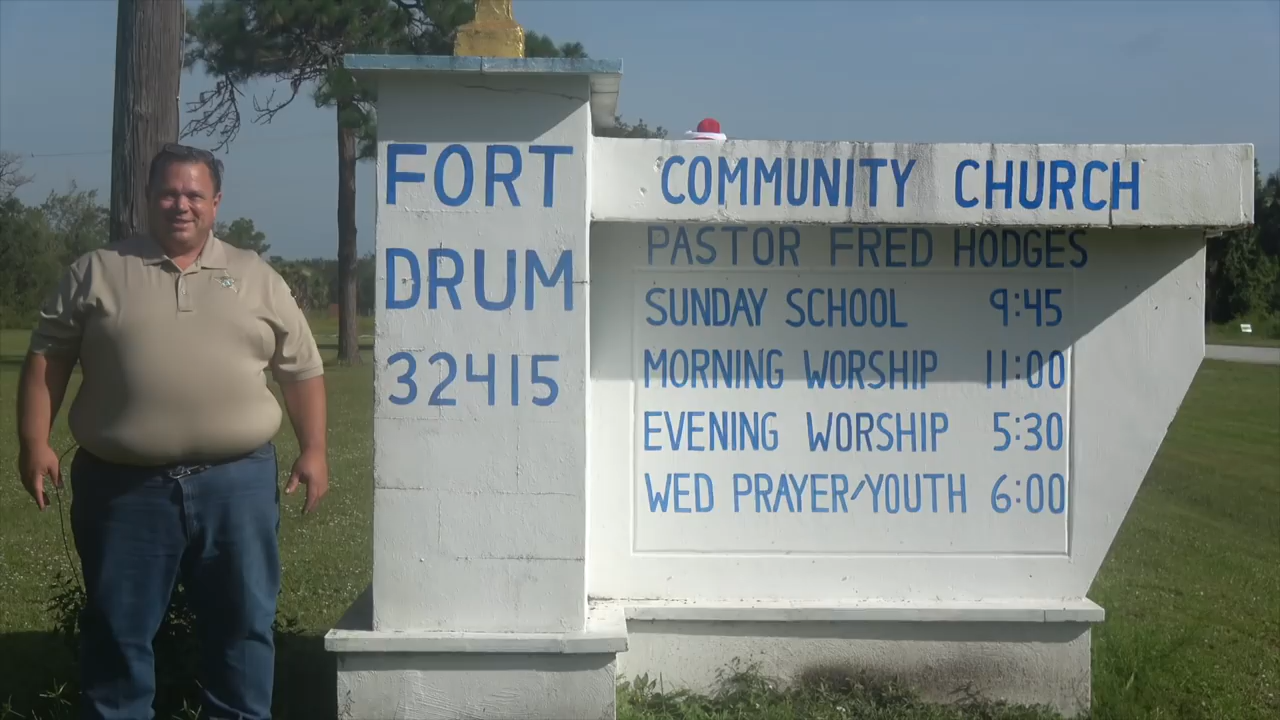 FORT
DRUM
32415
COMMUNITY CHURCH
PASTOR FRED HODGES
SUNDAY SCHOOL 9:45
MORNING WORSHIP 11:00
EVENING WORSHIP 5:30
WED PRAYER/YOUTH 6:00